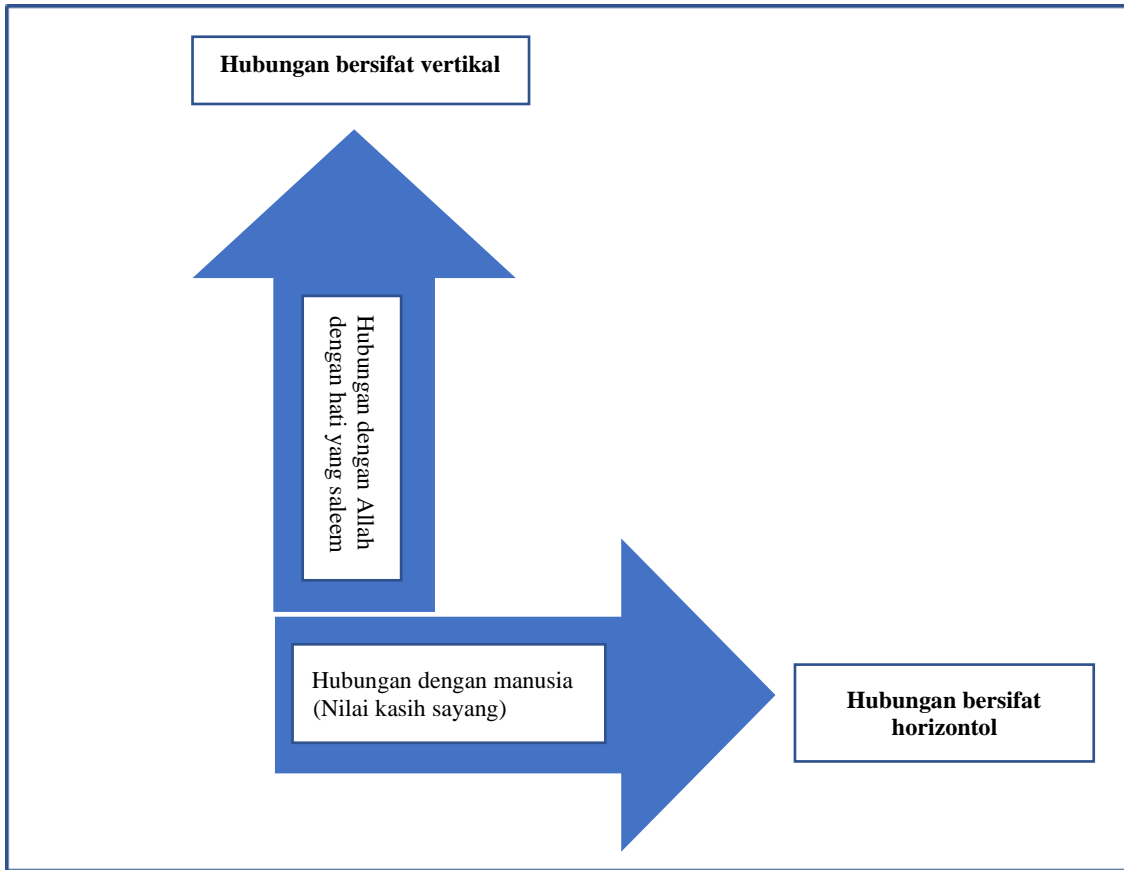 Hubungan bersifat vertikal
Hubungan dengan Allah
dengan hati yang saleem
Hubungan dengan manusia
(Nilai kasih sayang)
Hubungan bersifat
horizontol